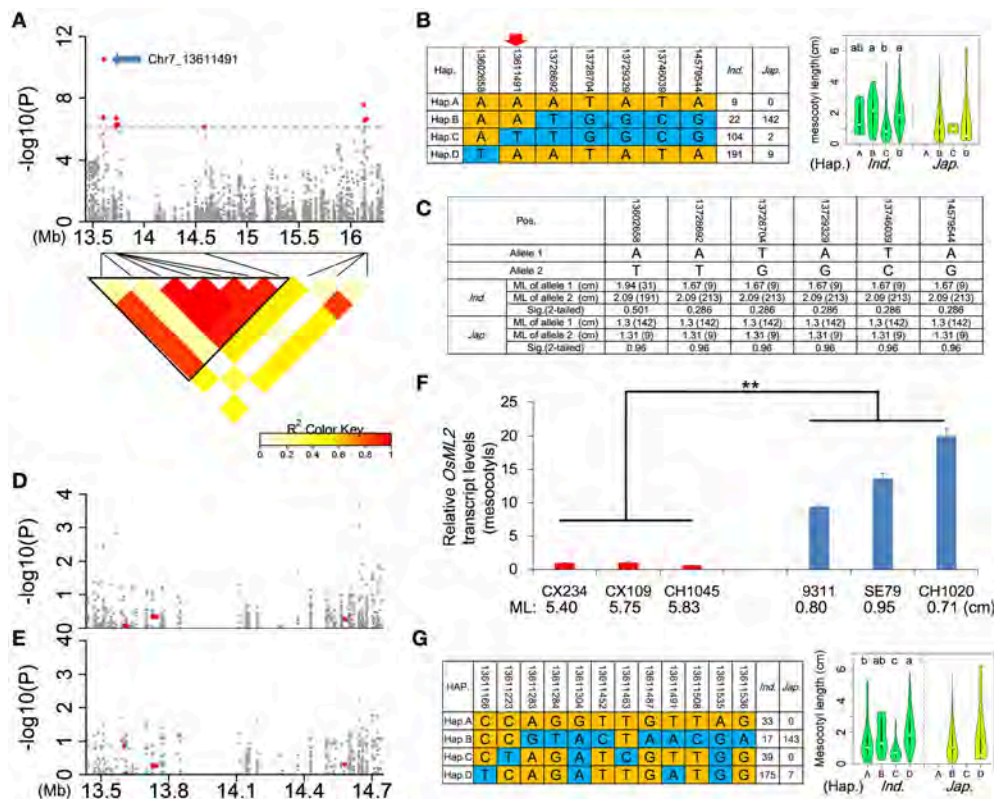 A
12
8
4
0
-log10(P)
Chr7_13611491
(Mb) 13.5 14 14.5 15 15.5 16
R² Color Key
0 0.2 0.4 0.6 0.8 1
B
Hap. 13602658 13611491 13728692 13728704 13729329 13746039 14579544 Ind. Jap.
Hap.A A A A T A T A 9 0
Hap.B A A T G G C G 22 142
Hap.C A T T G G C G 104 2
Hap.D T A A T A T A 191 9
mesocotyl length(cm)
6
4
2
0
ab a b a
A B C G A B C G
(Hap.) Ind. Jap.
C
Pos. 13602658 13728692 13728704 13729329 13746039 14579544
Allele 1 A A T A T A
Allele 2 T T G G C G
Ind. ML of allele 1 (cm) 1.94 (31) 1.67 (9) 1.67 (9) 1.67 (9) 1.67 (9) 1.67 (9)
ML of allele 2 (cm) 2.09 (191) 2.09 (213) 2.09 (213) 2.09 (213) 2.09 (213) 2.09 (213)
Sig.(2-tailed) 0.501 0.286 0.286 0.286 0.286 0.286
Jap ML of allele 1 (cm) 1.3 (142) 1.3 (142) 1.3 (142) 1.3 (142) 1.3 (142) 1.3 (142)
ML of allele 2 (cm) 1.31 (9) 1.31 (9) 1.31 (9) 1.31 (9) 1.31 (9) 1.31 (9)
Sig.(2-tailed) 0.96 0.96 0.96 0.96 0.96 0.96
D
4
3
2
1
0
-log10(P)
E
4
3
2
1
0
-log10(P)
13.5 13.8 14.1 14.4 14.7
(Mb)
F
Relative OsML2
transcript levels
(mesocotyls)
25
20
15
10
5
0
**
CX234 CX109 CH1045 9311 SE79 CH1020
ML: 5.40 5.75 5.83 0.80 0.95 0.71 (cm)
G
HAP. 13611166 13611223 13611283 13611284 13611304 13611452 13611463 13611487 13611491 13611508 13611535 13611536 Ind. Jap.
Hap.A C C A G G T T G T T A G 33 0
Hap.B C C G T A C T A A C G A 17 143
Hap.C C T A G A T C G T T G G 39 0
Hap.D T C A G A T T G A T G G 175 7
Mesocotyl length (cm)
6
4
2
0
b ab c a
A B C D A B C D
(Hap.) Ind. Jap.